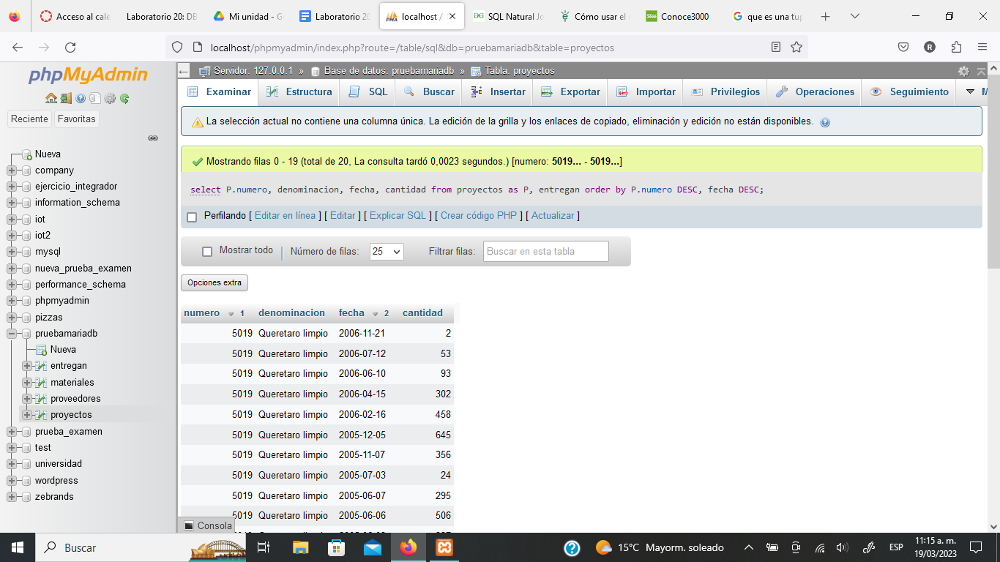 Acceso al cale
Laboratorio 20: DB
Mi unidad - G
Laboratorio 20
localhost /
SQL Natural Jo
Cómo usar el
Conoce3000
que es una tup
localhost/phpmyadmin/index.php?route=/table/sql&db=pruebamariadb&table=proyectos
phpMyAdmin
Reciente Favoritas
Nueva
company
ejercicio_integrador
information_schema
iot
iot2
mysql
nueva_prueba_examen
performance_schema
phpmyadmin
pizzas
pruebamariadb
Nueva
entregan
materiales
proveedores
proyectos
prueba_examen
test
universidad
wordpress
zebrands
Servidor: 127.0.0.1 » Base de datos: pruebamariadb » Tabla: proyectos
Examinar Estructura SQL Buscar Insertar Exportar Importar Privilegios Operaciones Seguimiento M
La selección actual no contiene una columna única. La edición de la grilla y los enlaces de copiado, eliminación y edición no están disponibles.
Mostrando filas 0 - 19 (total de 20, La consulta tardó 0,0023 segundos.) [numero: 5019... - 5019...]
select P.numero, denominacion, fecha, cantidad from proyectos as P, entregan order by P.numero DESC, fecha DESC;
Perfilando [ Editar en línea ] [ Editar ] [ Explicar SQL ] [ Crear código PHP ] [ Actualizar ]
Mostrar todo Número de filas: 25 Filtrar filas: Buscar en esta tabla
Opciones extra
numero 1 denominacion fecha 2 cantidad
5019 Queretaro limpio 2006-11-21 2
5019 Queretaro limpio 2006-07-12 53
5019 Queretaro limpio 2006-06-10 93
5019 Queretaro limpio 2006-04-15 302
5019 Queretaro limpio 2006-02-16 458
5019 Queretaro limpio 2005-12-05 645
5019 Queretaro limpio 2005-11-07 356
5019 Queretaro limpio 2005-07-03 24
5019 Queretaro limpio 2005-06-07 295
5019 Queretaro limpio 2005-06-06 506
Consola
Buscar
15°C Mayorm. soleado
ESP
11:15 a. m.
19/03/2023